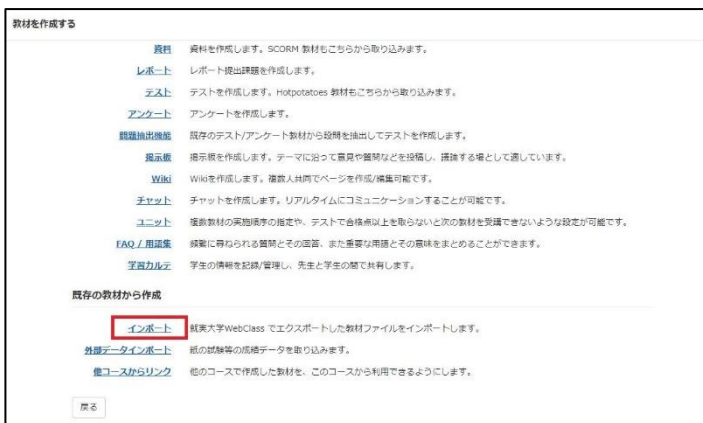 教材を作成する
資料 資料を作成します。SCORM 教材もこちらから取り込みます。
レポート レポート提出課題を作成します。
テスト テストを作成します。Hotpotatoes 教材もこちらから取り込みます。
アンケート アンケートを作成します。
問題抽出機能 既存のテスト/アンケート教材から設問を抽出してテストを作成します。
掲示板 掲示板を作成します。テーマに沿って意見や質問などを投稿し、議論する場として適しています。
Wiki Wikiを作成します。複数人共同でページを作成/編集可能です。
チャット チャットを作成します。リアルタイムにコミュニケーションすることが可能です。
ユニット 複数教材の実施順序の指定や、テストで合格点以上を取らないと次の教材を受講できないような設定が可能です。
FAQ / 用語集 頻繁に尋ねられる質問とその回答、また重要な用語とその意味をまとめることができます。
学習カルテ 学生の情報を記録/管理し、先生と学生の間で共有します。
既存の教材から作成
インポート 就実大学WebClass でエクスポートした教材ファイルをインポートします。
外部データインポート 紙の試験等の成績データを取り込みます。
他コースからリンク 他のコースで作成した教材を、このコースから利用できるようにします。
戻る